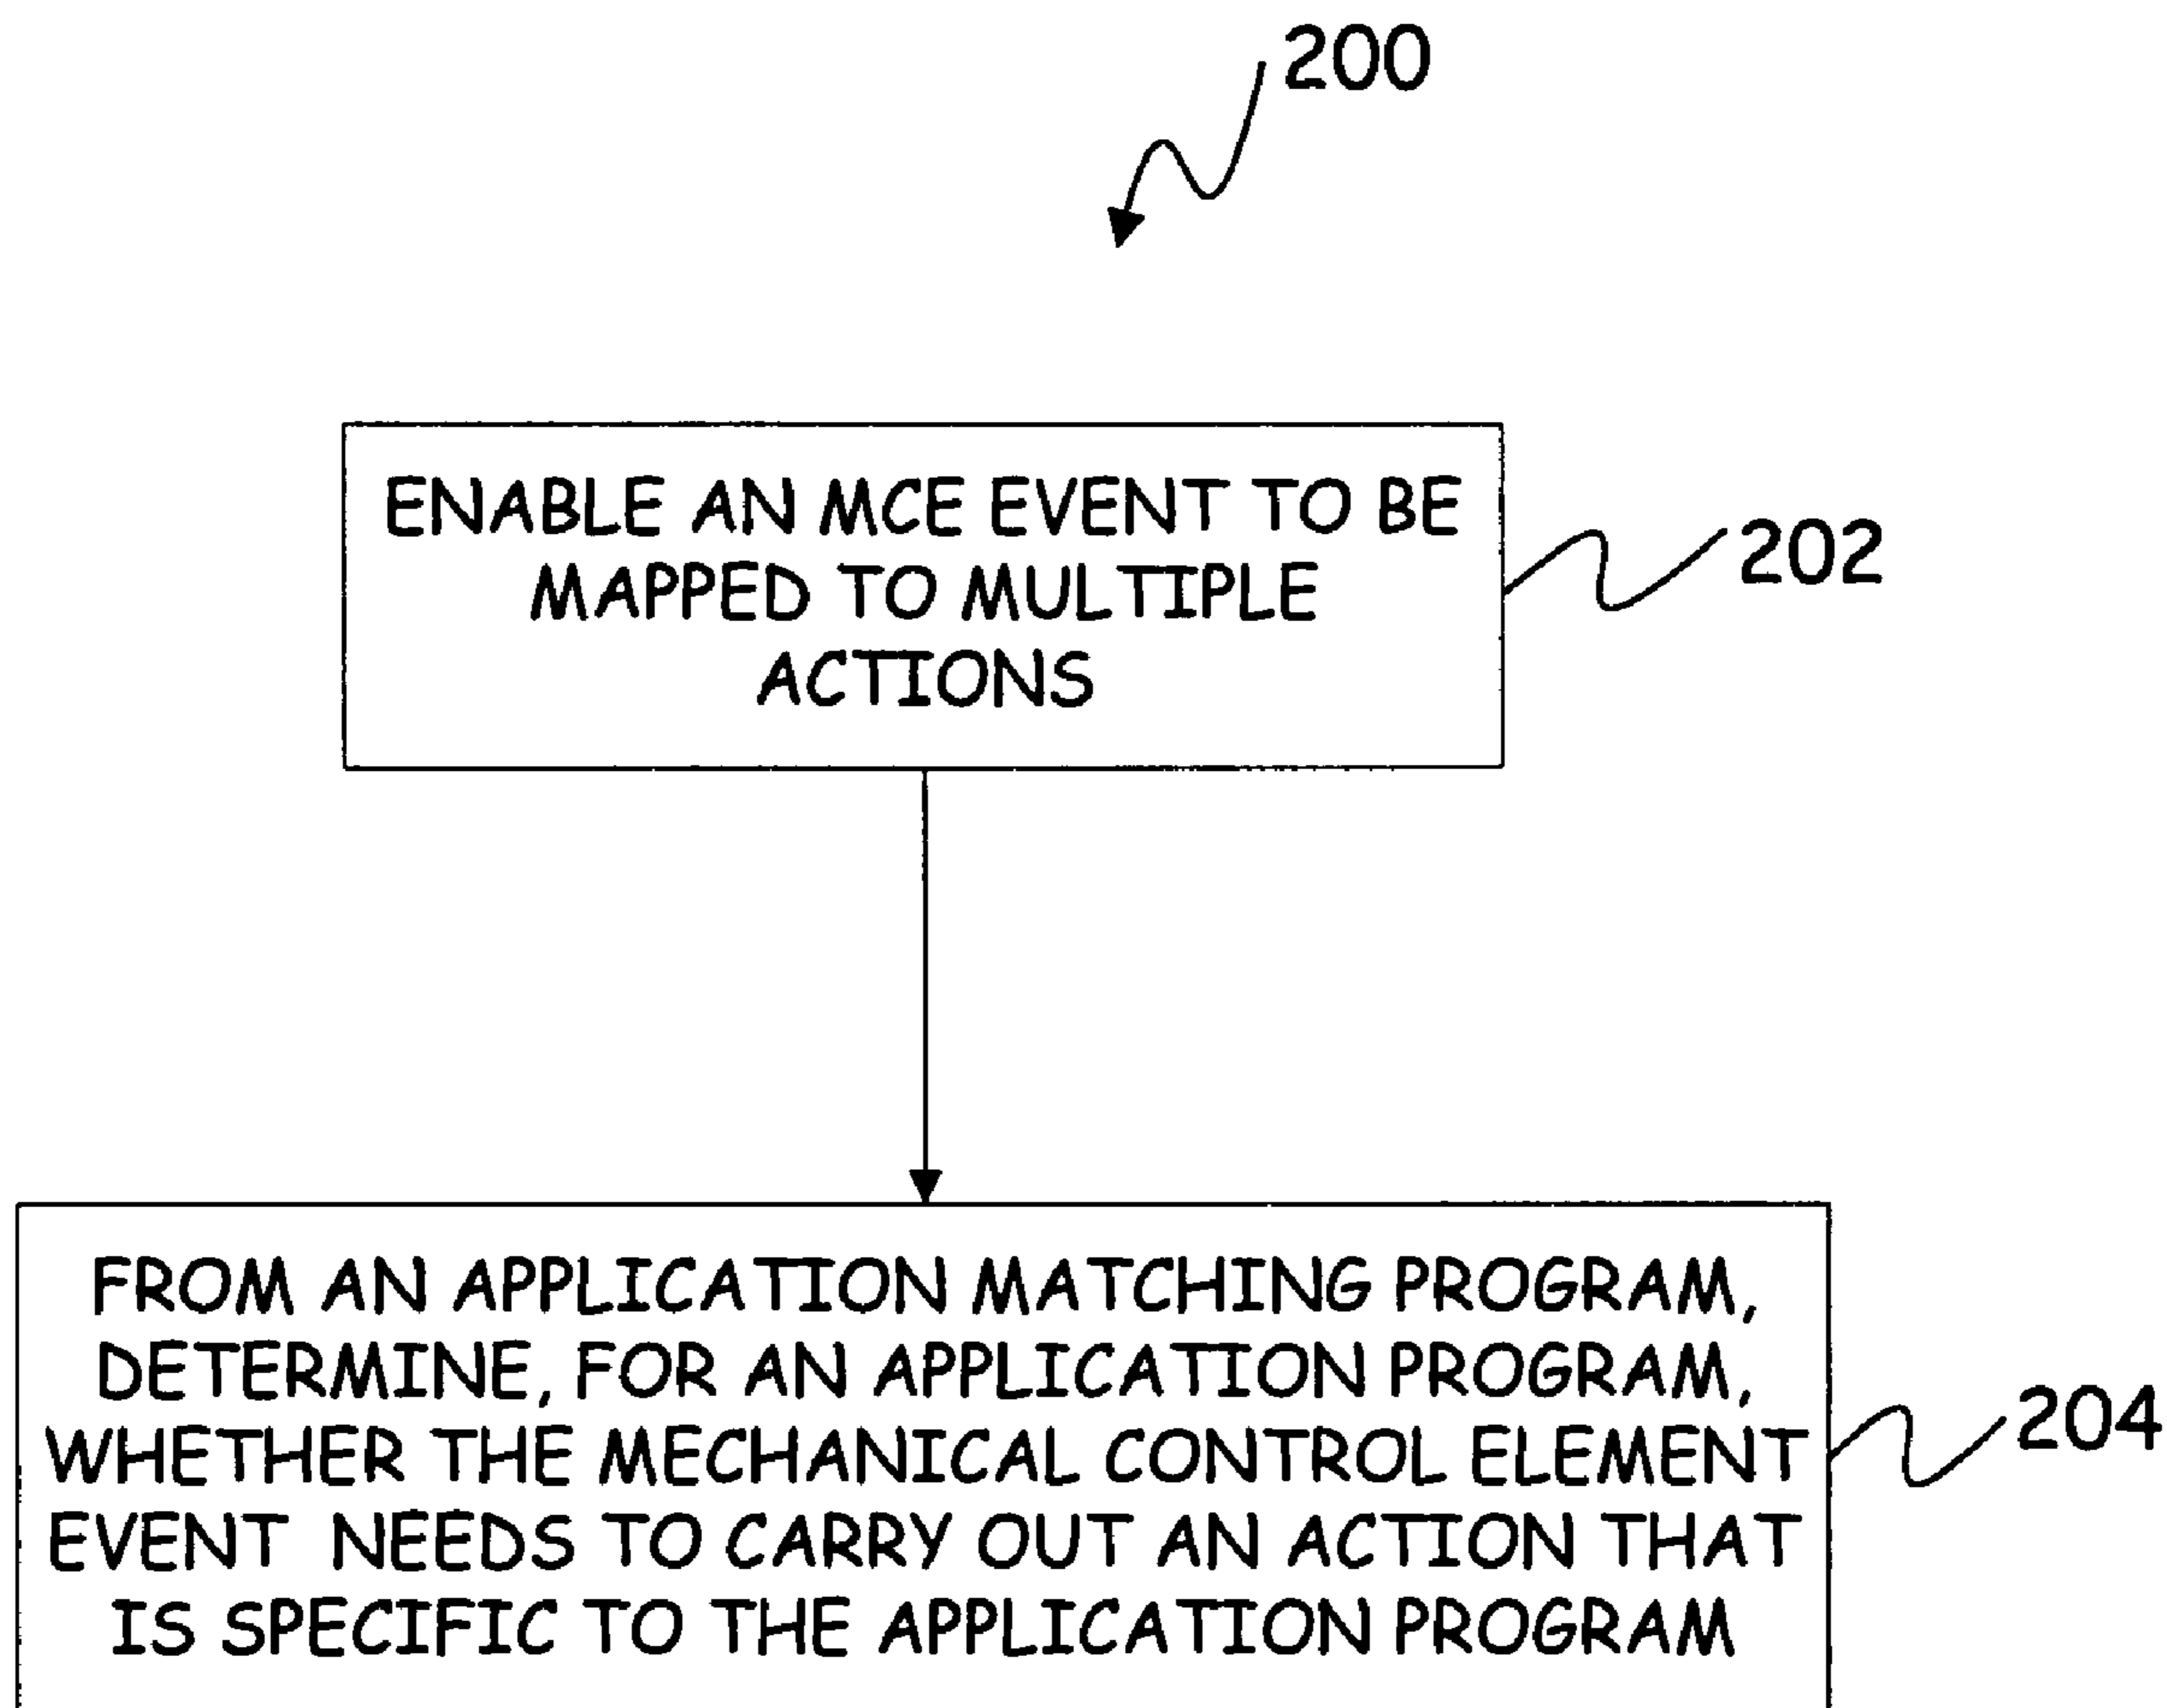 200
ENABLE AN MCE EVENT TO BE
MAPPED TO MULTIPLE
ACTIONS
202
FROM AN APPLICATION MATCHING PROGRAM,
DETERMINE, FOR AN APPLICATION PROGRAM,
WHETHER THE MECHANICAL CONTROL ELEMENT
EVENT NEEDS TO CARRY OUT AN ACTION THAT
IS SPECIFIC TO THE APPLICATION PROGRAM
204